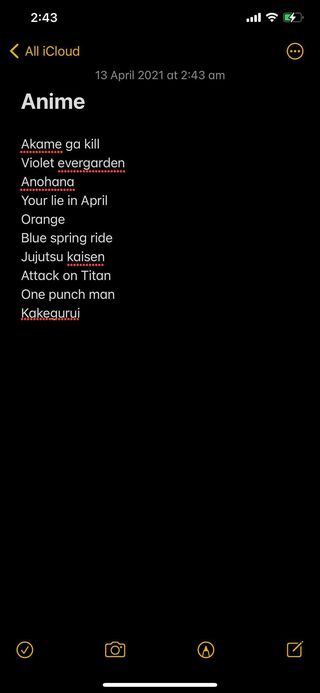 2:43
All iCloud
13 April 2021 at 2:43 am
Anime
Akame ga kill
Violet evergarden
Anohana
Your lie in April
Orange
Blue spring ride
Jujutsu kaisen
Attack on Titan
One punch man
Kakegurui